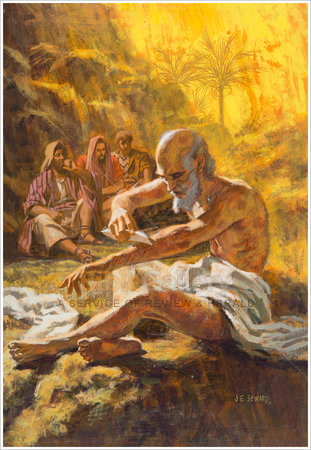 A SERVICE OF REVIEW & HERALD
J.E. SEWARD